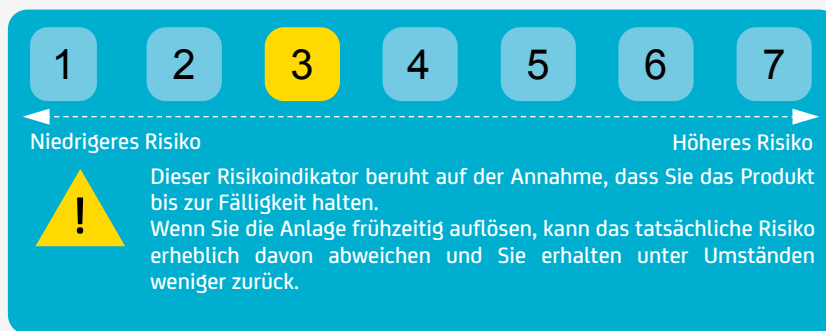 1 2 3 4 5 6 7
Niedrigeres Risiko Höheres Risiko
!
Dieser Risikoindikator beruht auf der Annahme, dass Sie das Produkt
bis zur Fälligkeit halten.
Wenn Sie die Anlage frühzeitig auflösen, kann das tatsächliche Risiko
erheblich davon abweichen und Sie erhalten unter Umständen
weniger zurück.